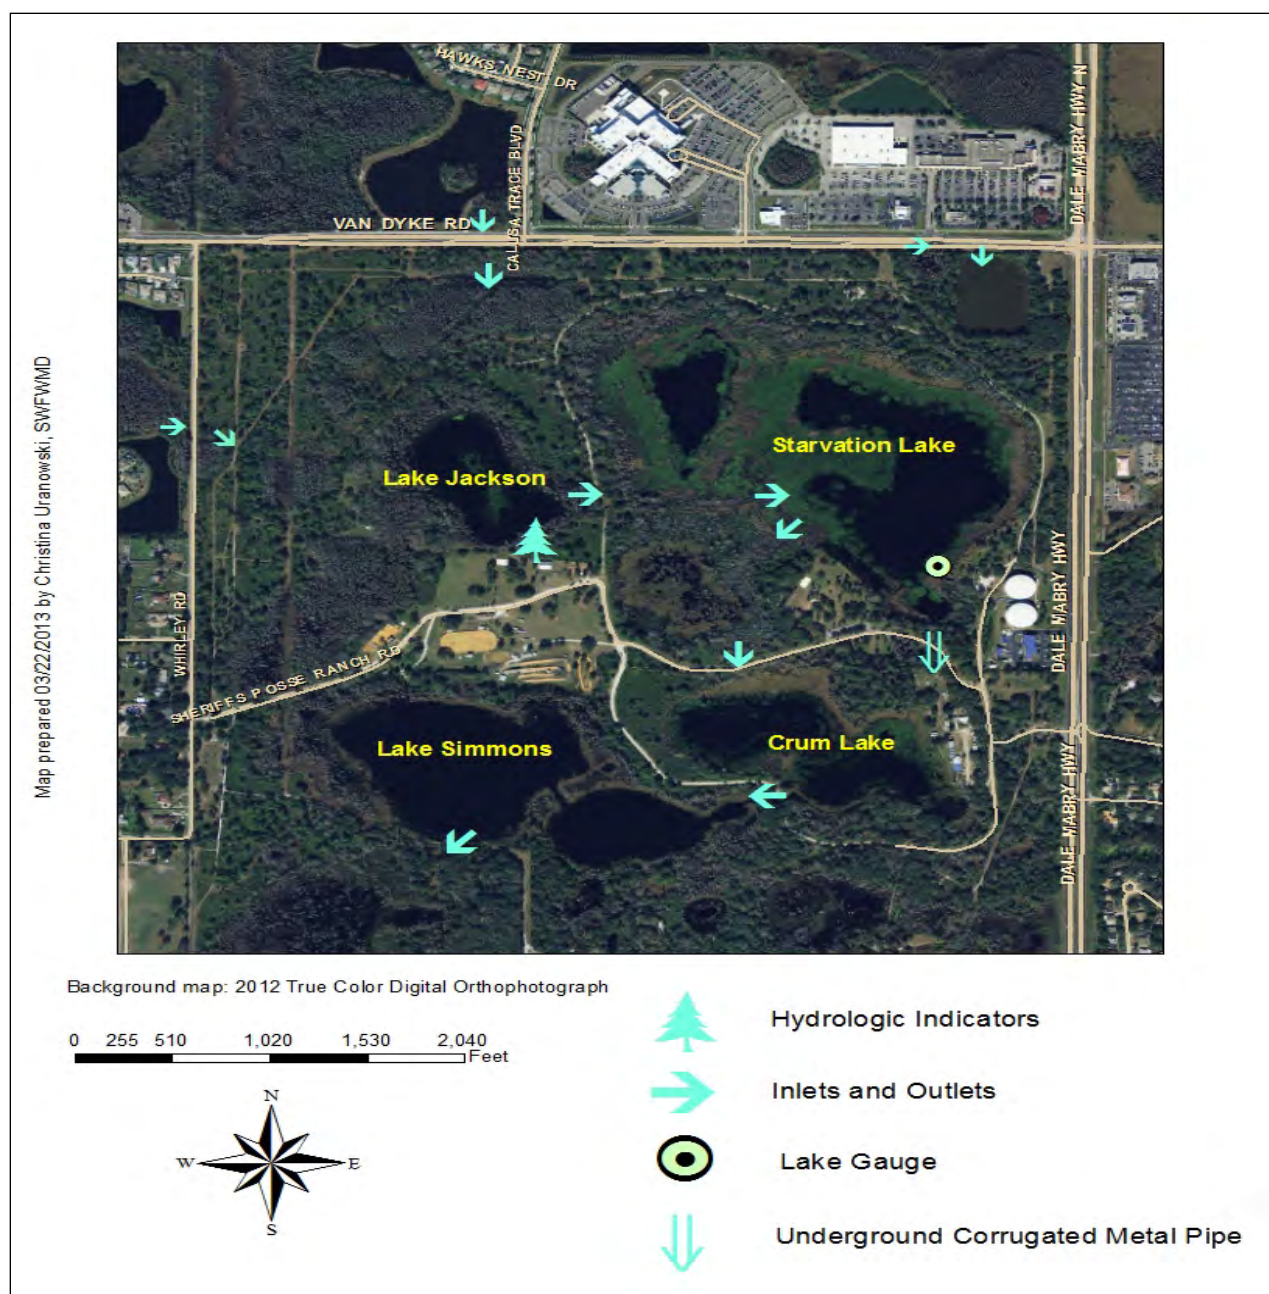 HAWKS NEST DR
CALUSA TRACE BLVD
DALE MABRY HWY N
VAN DYKE RD
Starvation Lake
Lake Jackson
WHIRLEY RD
DALE MABRY HWY
SHERIFFS POSSE RANCH RD
Lake Simmons
Crum Lake
DALE MABRY HWY
Map prepared 03/22/2013 by Christina Uranowski, SWFWMD
Background map: 2012 True Color Digital Orthophotograph
0 255 510 1,020 1,530 2,040
Feet
N
W E
S
Hydrologic Indicators
Inlets and Outlets
Lake Gauge
Underground Corrugated Metal Pipe